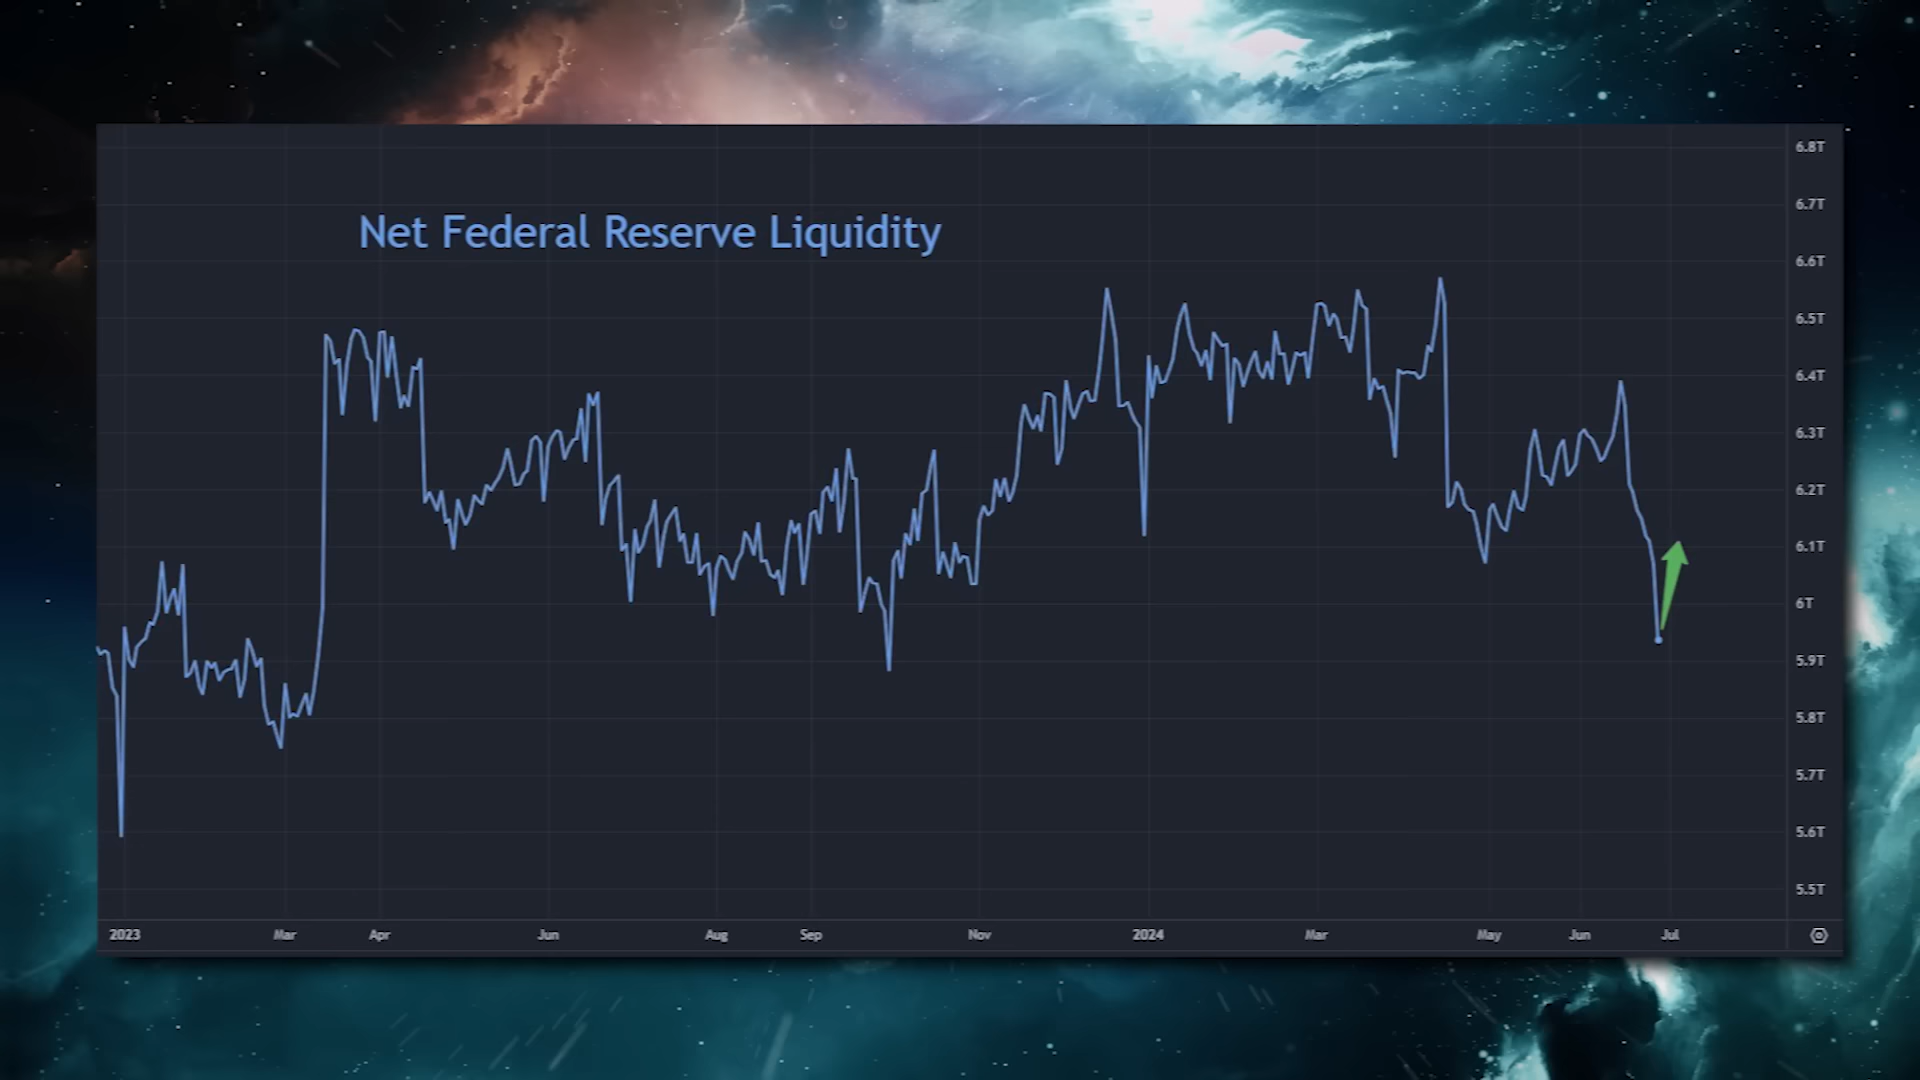 Net Federal Reserve Liquidity
6.8T
6.7T
6.6T
6.5T
6.4T
6.3T
6.2T
6.1T
6T
5.9T
5.8T
5.7T
5.6T
5.5T
2023 Mar Apr Jun Aug Sep Nov 2024 Mar May Jun Jul